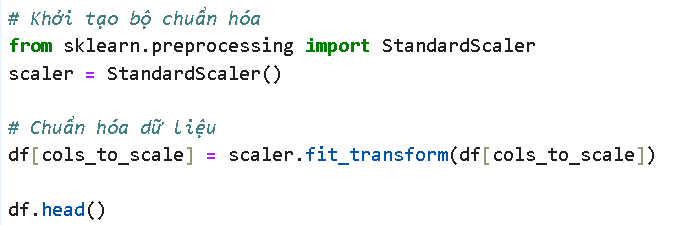 # Khởi tạo bộ chuẩn hóa
from sklearn.preprocessing import StandardScaler
scaler = StandardScaler()
# Chuẩn hóa dữ liệu
df[cols_to_scale] = scaler.fit_transform(df[cols_to_scale])
df.head()